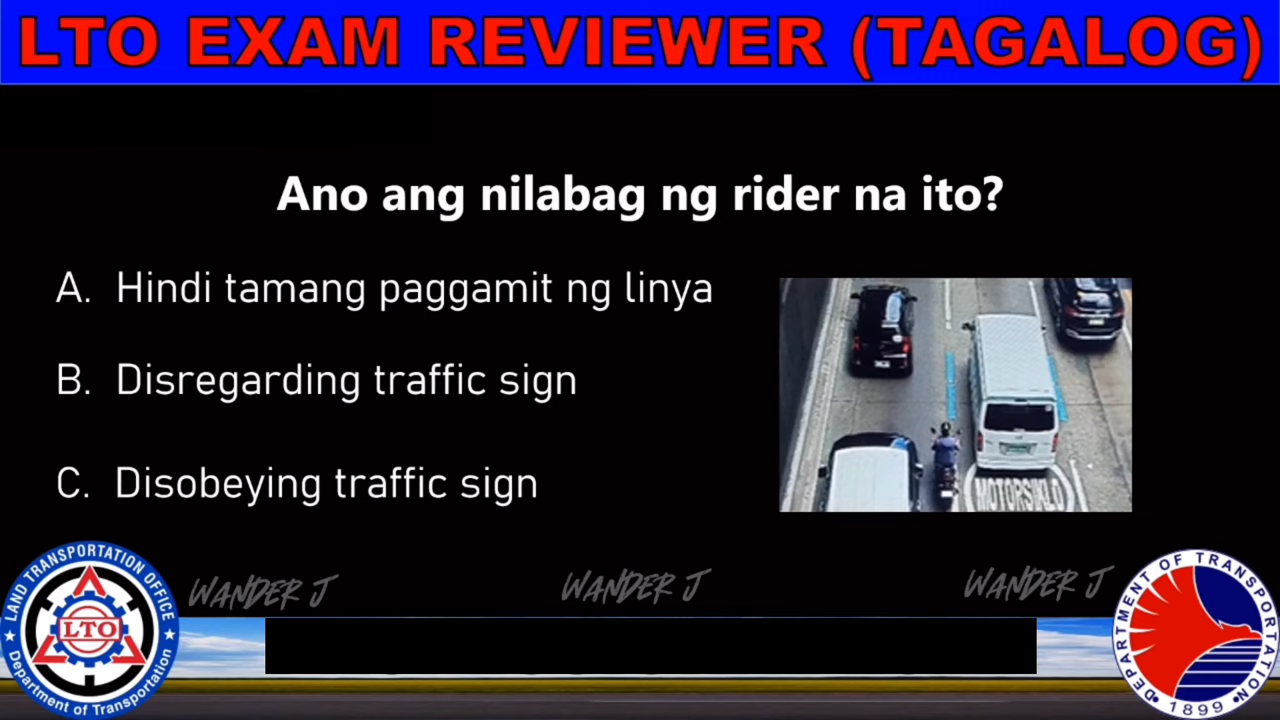 LTO EXAM REVIEWER (TAGALOG)
Ano ang nilabag ng rider na ito?
A. Hindi tamang paggamit ng linya
B. Disregarding traffic sign
C. Disobeying traffic sign
MOTORSIKLO
WANDER J WANDER J WANDER J
LAND TRANSPORTATION OFFICE
LTO
Department of Transportation
DEPARTMENT OF TRANSPORTATION
1899